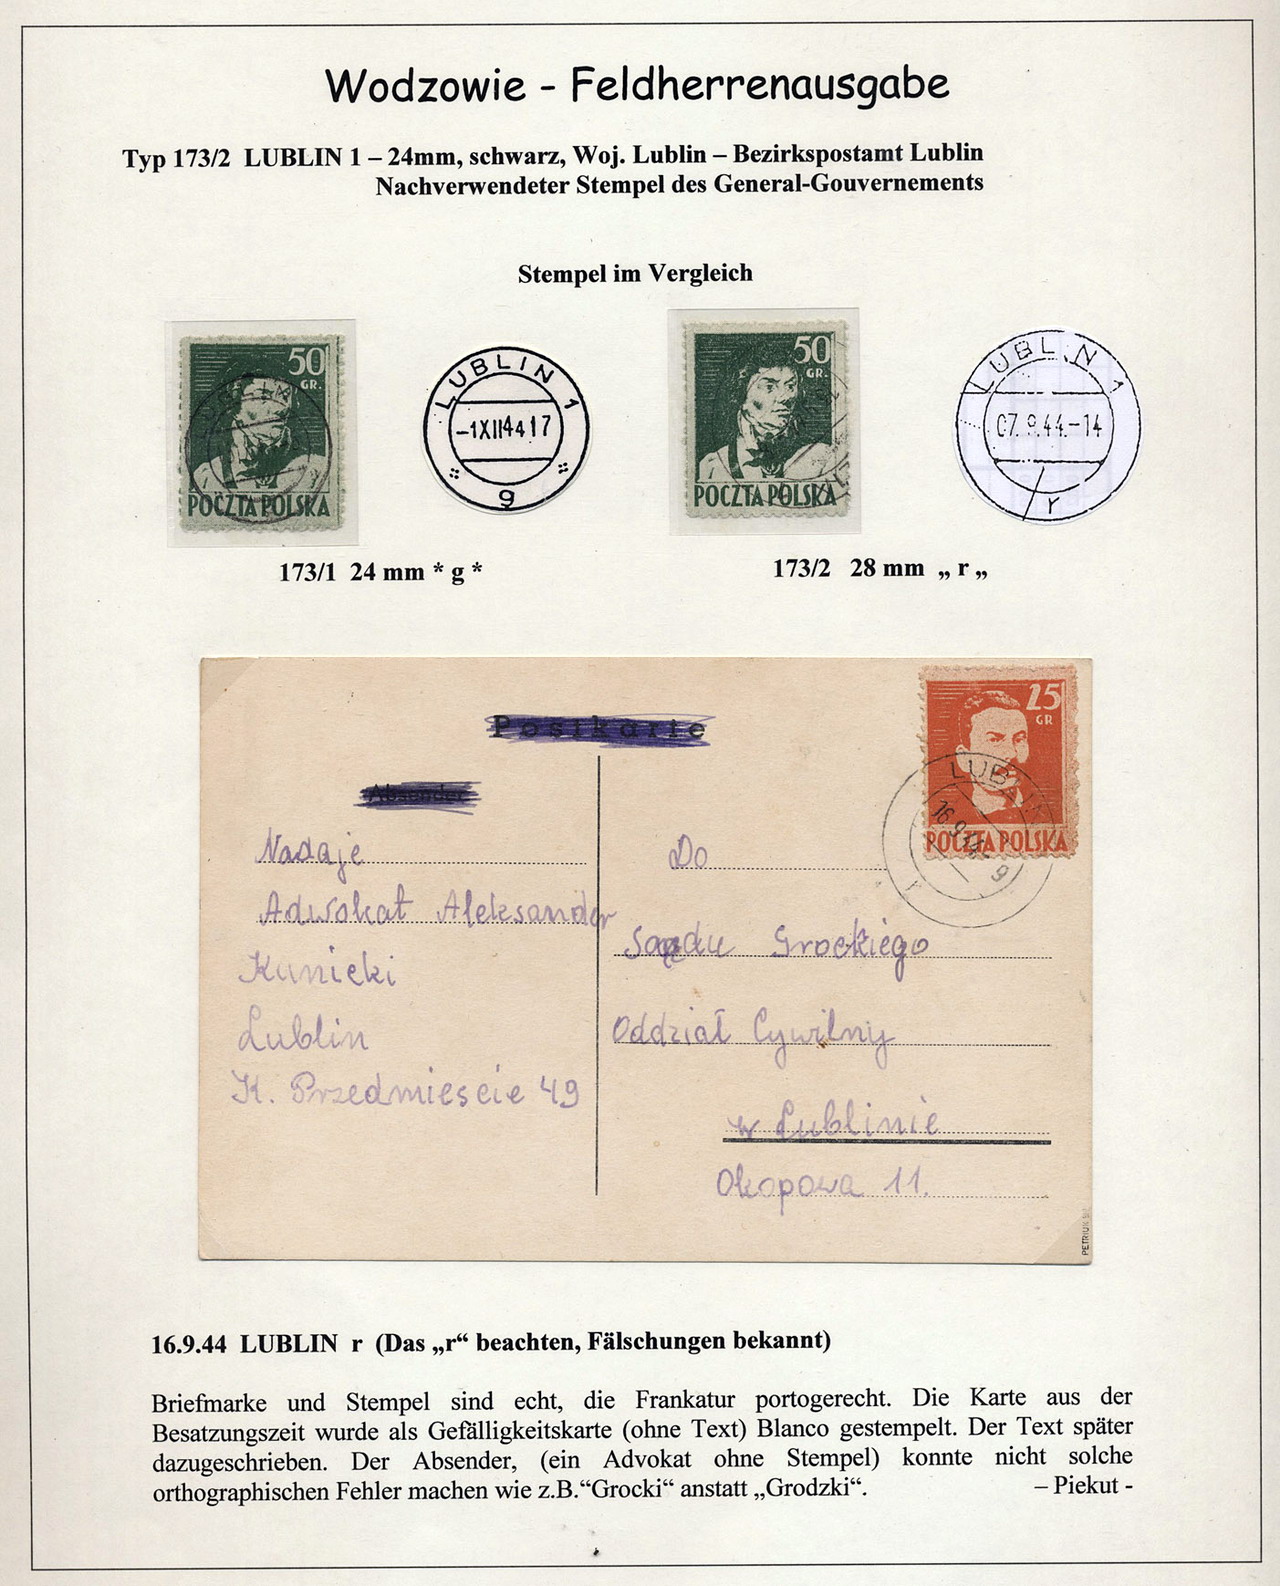 Wodzowie - Feldherrenausgabe
Typ 173/2 LUBLIN 1 – 24mm, schwarz, Woj. Lublin – Bezirkspostamt Lublin
Nachverwendeter Stempel des General-Gouvernements
Stempel im Vergleich
50
GR.
POCZTA POLSKA
LUBLIN 1
-1XII4417
* g *
50
GR.
POCZTA POLSKA
LUBLIN 1
07.9.44.-14
r
173/1 24 mm * g *
173/2 28 mm „ r „
Postkarte
Absender
25
GR
POCZTA POLSKA
LUBLIN
16.9.44-9
Nadaje
Adwokat Aleksander
Kanicki
Lublin
K. Przedmiescie 49
Do
Sądu Grockiego
Oddział Cywilny
w Lublinie
Okopowa 11.
16.9.44 LUBLIN r (Das „r“ beachten, Fälschungen bekannt)
Briefmarke und Stempel sind echt, die Frankatur portogerecht. Die Karte aus der
Besatzungszeit wurde als Gefälligkeitskarte (ohne Text) Blanco gestempelt. Der Text später
dazugeschrieben. Der Absender, (ein Advokat ohne Stempel) konnte nicht solche
orthographischen Fehler machen wie z.B.“Grocki“ anstatt „Grodzki“. – Piekut -